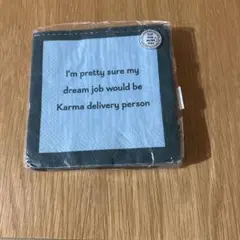 I'm pretty sure my
dream job would be
Karma delivery person